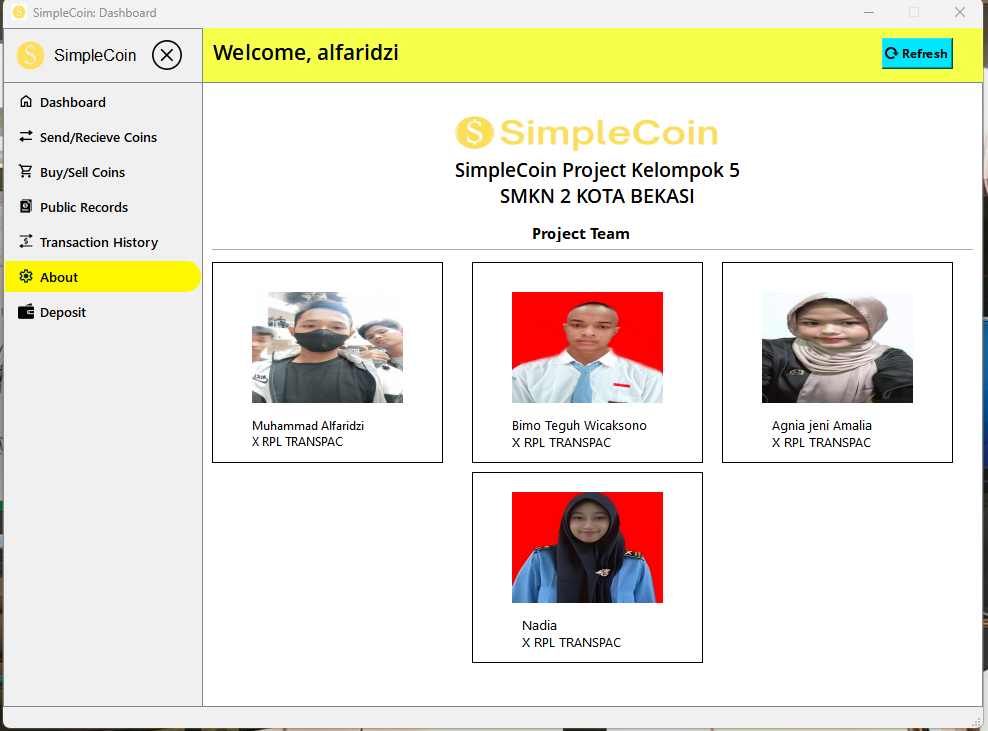 SimpleCoin: Dashboard
SimpleCoin
Welcome, alfaridzi
Refresh
Dashboard
Send/Recieve Coins
Buy/Sell Coins
Public Records
Transaction History
About
Deposit
SimpleCoin
SimpleCoin Project Kelompok 5
SMKN 2 KOTA BEKASI
Project Team
Muhammad Alfaridzi
X RPL TRANSPAC
Bimo Teguh Wicaksono
X RPL TRANSPAC
Agnia jeni Amalia
X RPL TRANSPAC
Nadia
X RPL TRANSPAC